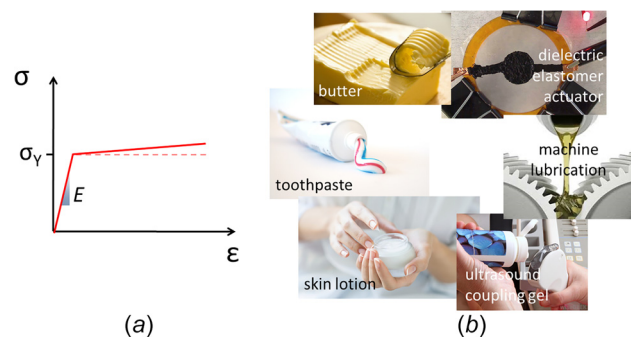 σ
σY
E
ε
(a)
butter
dielectric
elastomer
actuator
toothpaste
machine
lubrication
skin lotion
ultrasound
coupling gel
(b)